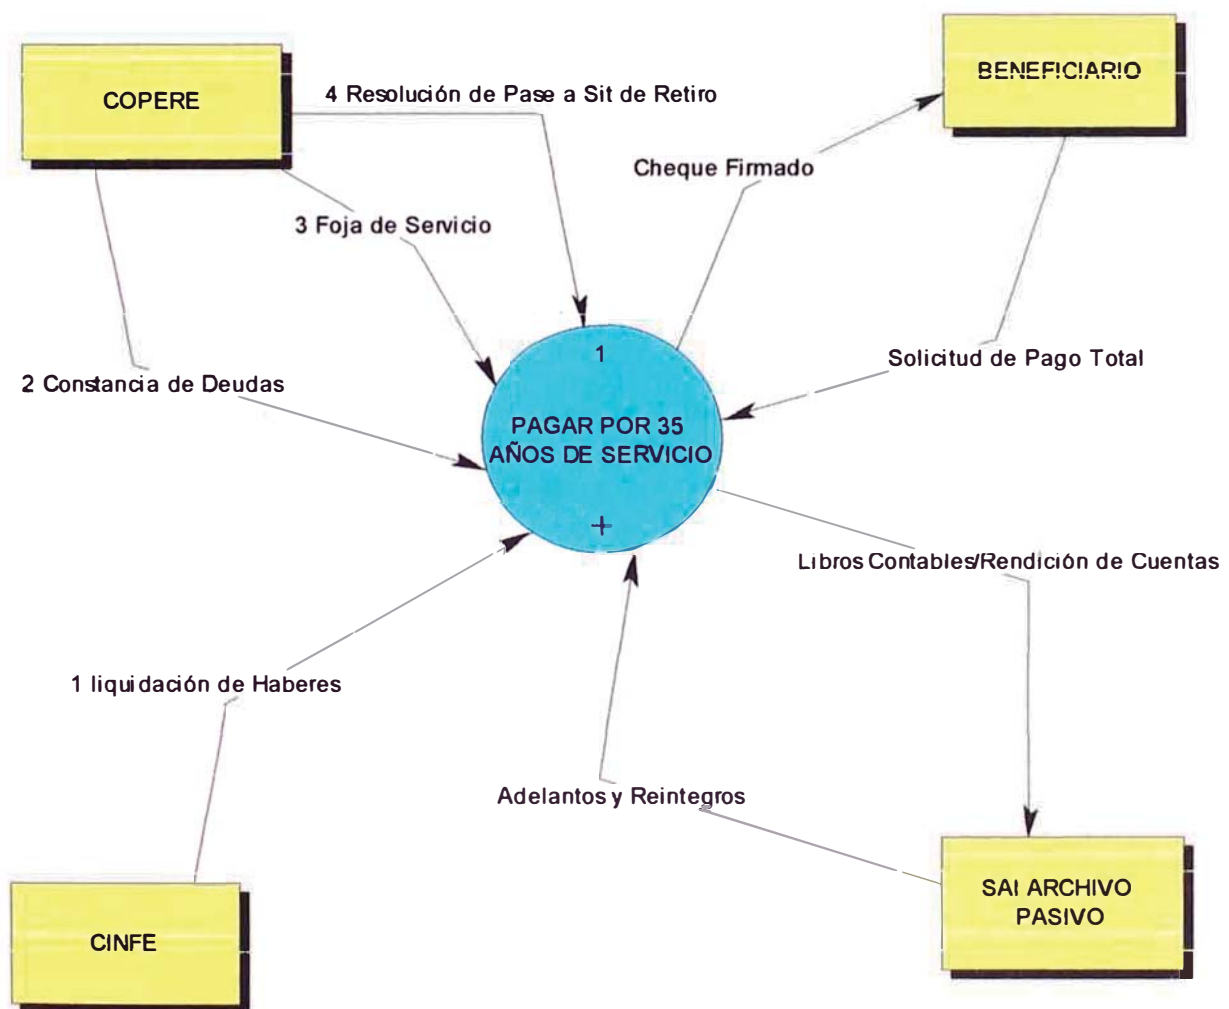 COPERE
BENEFICIARIO
4 Resolución de Pase a Sit de Retiro
Cheque Firmado
3 Foja de Servicio
1
Solicitud de Pago Total
2 Constancia de Deudas
PAGAR POR 35
AÑOS DE SERVICIO
+
Libros Contables/Rendición de Cuentas
1 liquidación de Haberes
Adelantos y Reintegros
SAI ARCHIVO
PASIVO
CINFE